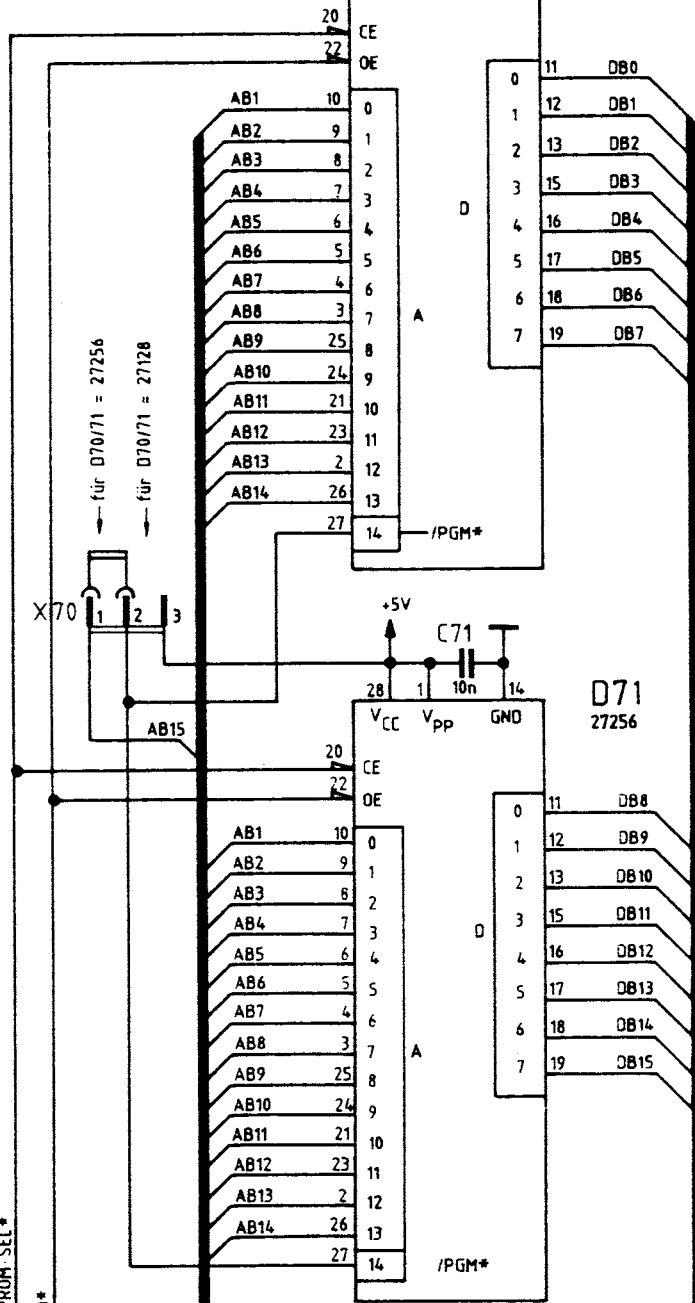 20 CE
22 OE
AB1 10 0
AB2 9 1
AB3 8 2
AB4 7 3
AB5 6 4
AB6 5 5
AB7 4 6
AB8 3 7
AB9 25 8
AB10 24 9
AB11 21 10
AB12 23 11
AB13 2 12
AB14 26 13
27 14 /PGM*
A
D
0 11 DB0
1 12 DB1
2 13 DB2
3 15 DB3
4 16 DB4
5 17 DB5
6 18 DB6
7 19 DB7
für D70/71 = 27256
für D70/71 = 27128
X70 1 2 3
+5V
C71
10n
28 1 14
VCC VPP GND
D71
27256
AB15
20 CE
22 OE
AB1 10 0
AB2 9 1
AB3 8 2
AB4 7 3
AB5 6 4
AB6 5 5
AB7 4 6
AB8 3 7
AB9 25 8
AB10 24 9
AB11 21 10
AB12 23 11
AB13 2 12
AB14 26 13
27 14 /PGM*
A
D
0 11 DB8
1 12 DB9
2 13 DB10
3 15 DB11
4 16 DB12
5 17 DB13
6 18 DB14
7 19 DB15
SEL*